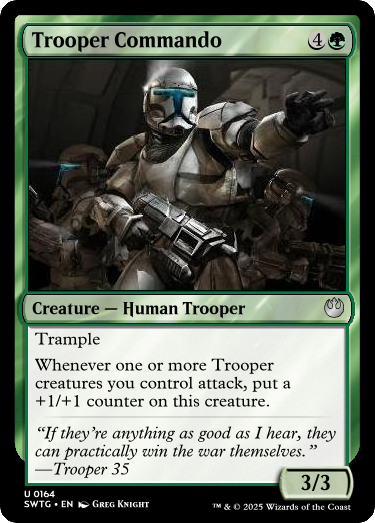 Trooper Commando 4
Creature — Human Trooper
Trample
Whenever one or more Trooper
creatures you control attack, put a
+1/+1 counter on this creature.
“If they’re anything as good as I hear, they
can practically win the war themselves.”
—Trooper 35
3/3
U 0164
SWTG • EN Greg Knight
™ & © 2025 Wizards of the Coast